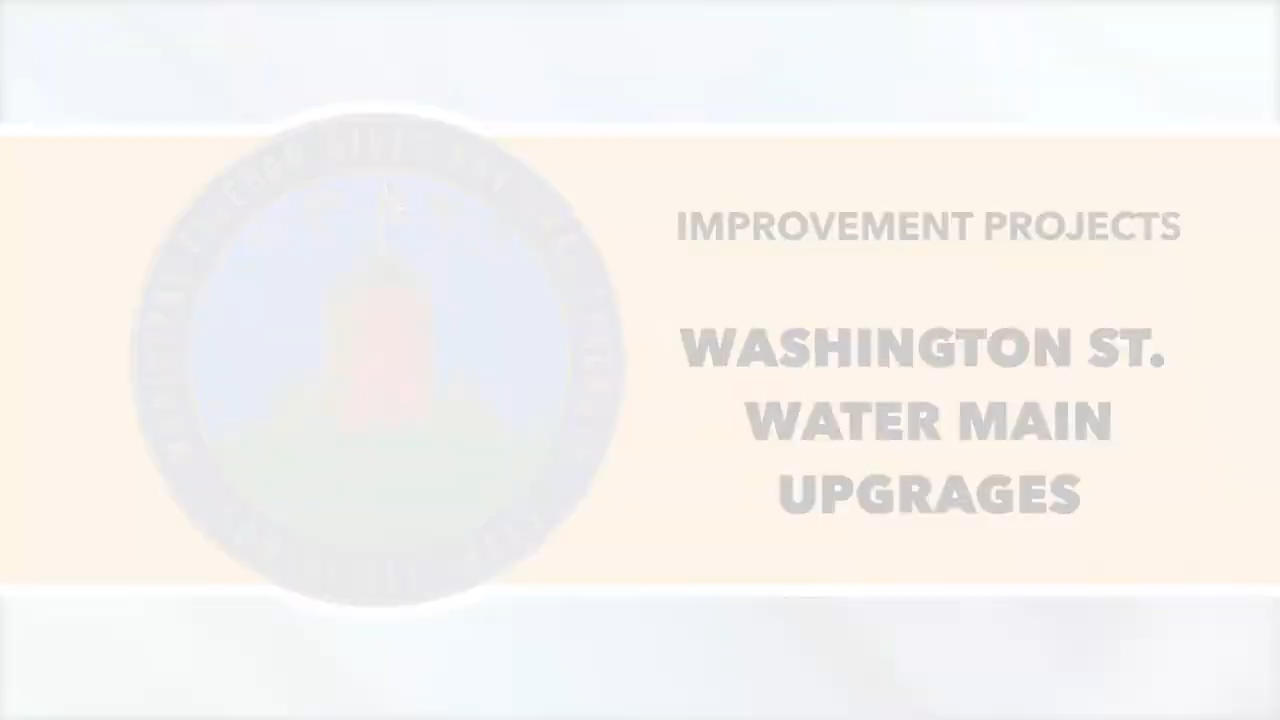 IMPROVEMENT PROJECTS
WASHINGTON ST.
WATER MAIN
UPGRAGES